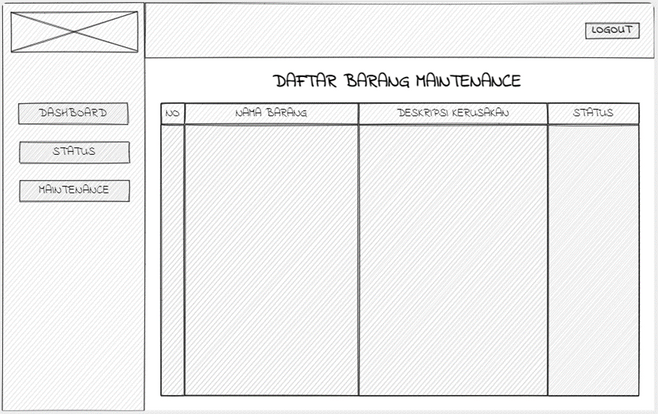 LOGOUT
DAFTAR BARANG MAINTENANCE
DASHBOARD
STATUS
MAINTENANCE
NO NAMA BARANG DESKRIPSI KERUSAKAN STATUS